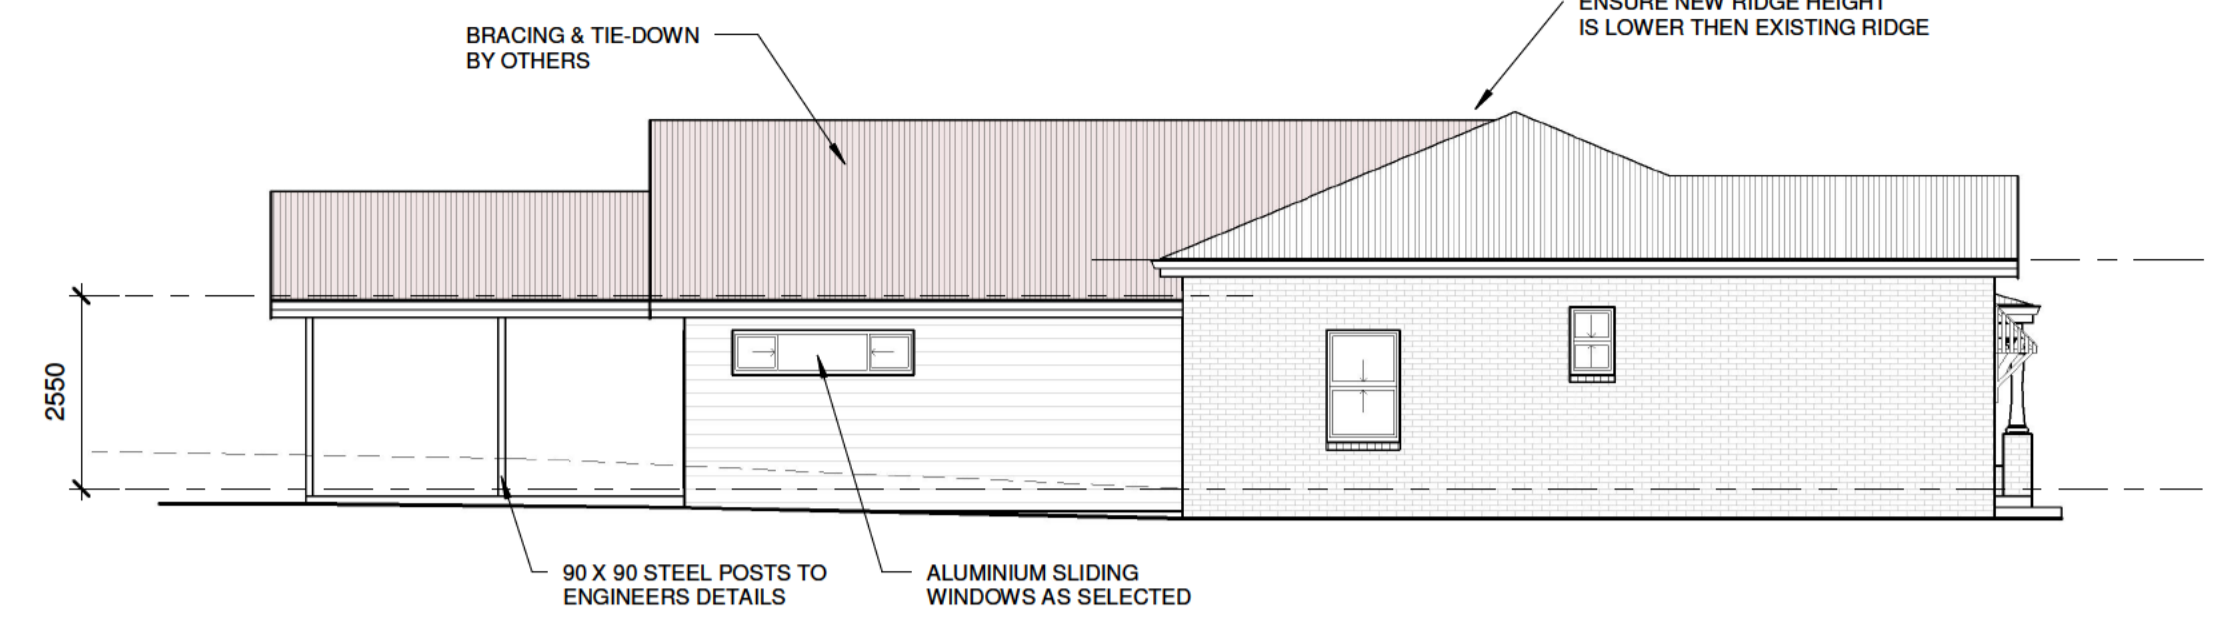 ENSURE NEW RIDGE HEIGHT
IS LOWER THEN EXISTING RIDGE
BRACING & TIE-DOWN
BY OTHERS
2550
90 X 90 STEEL POSTS TO
ENGINEERS DETAILS
ALUMINIUM SLIDING
WINDOWS AS SELECTED